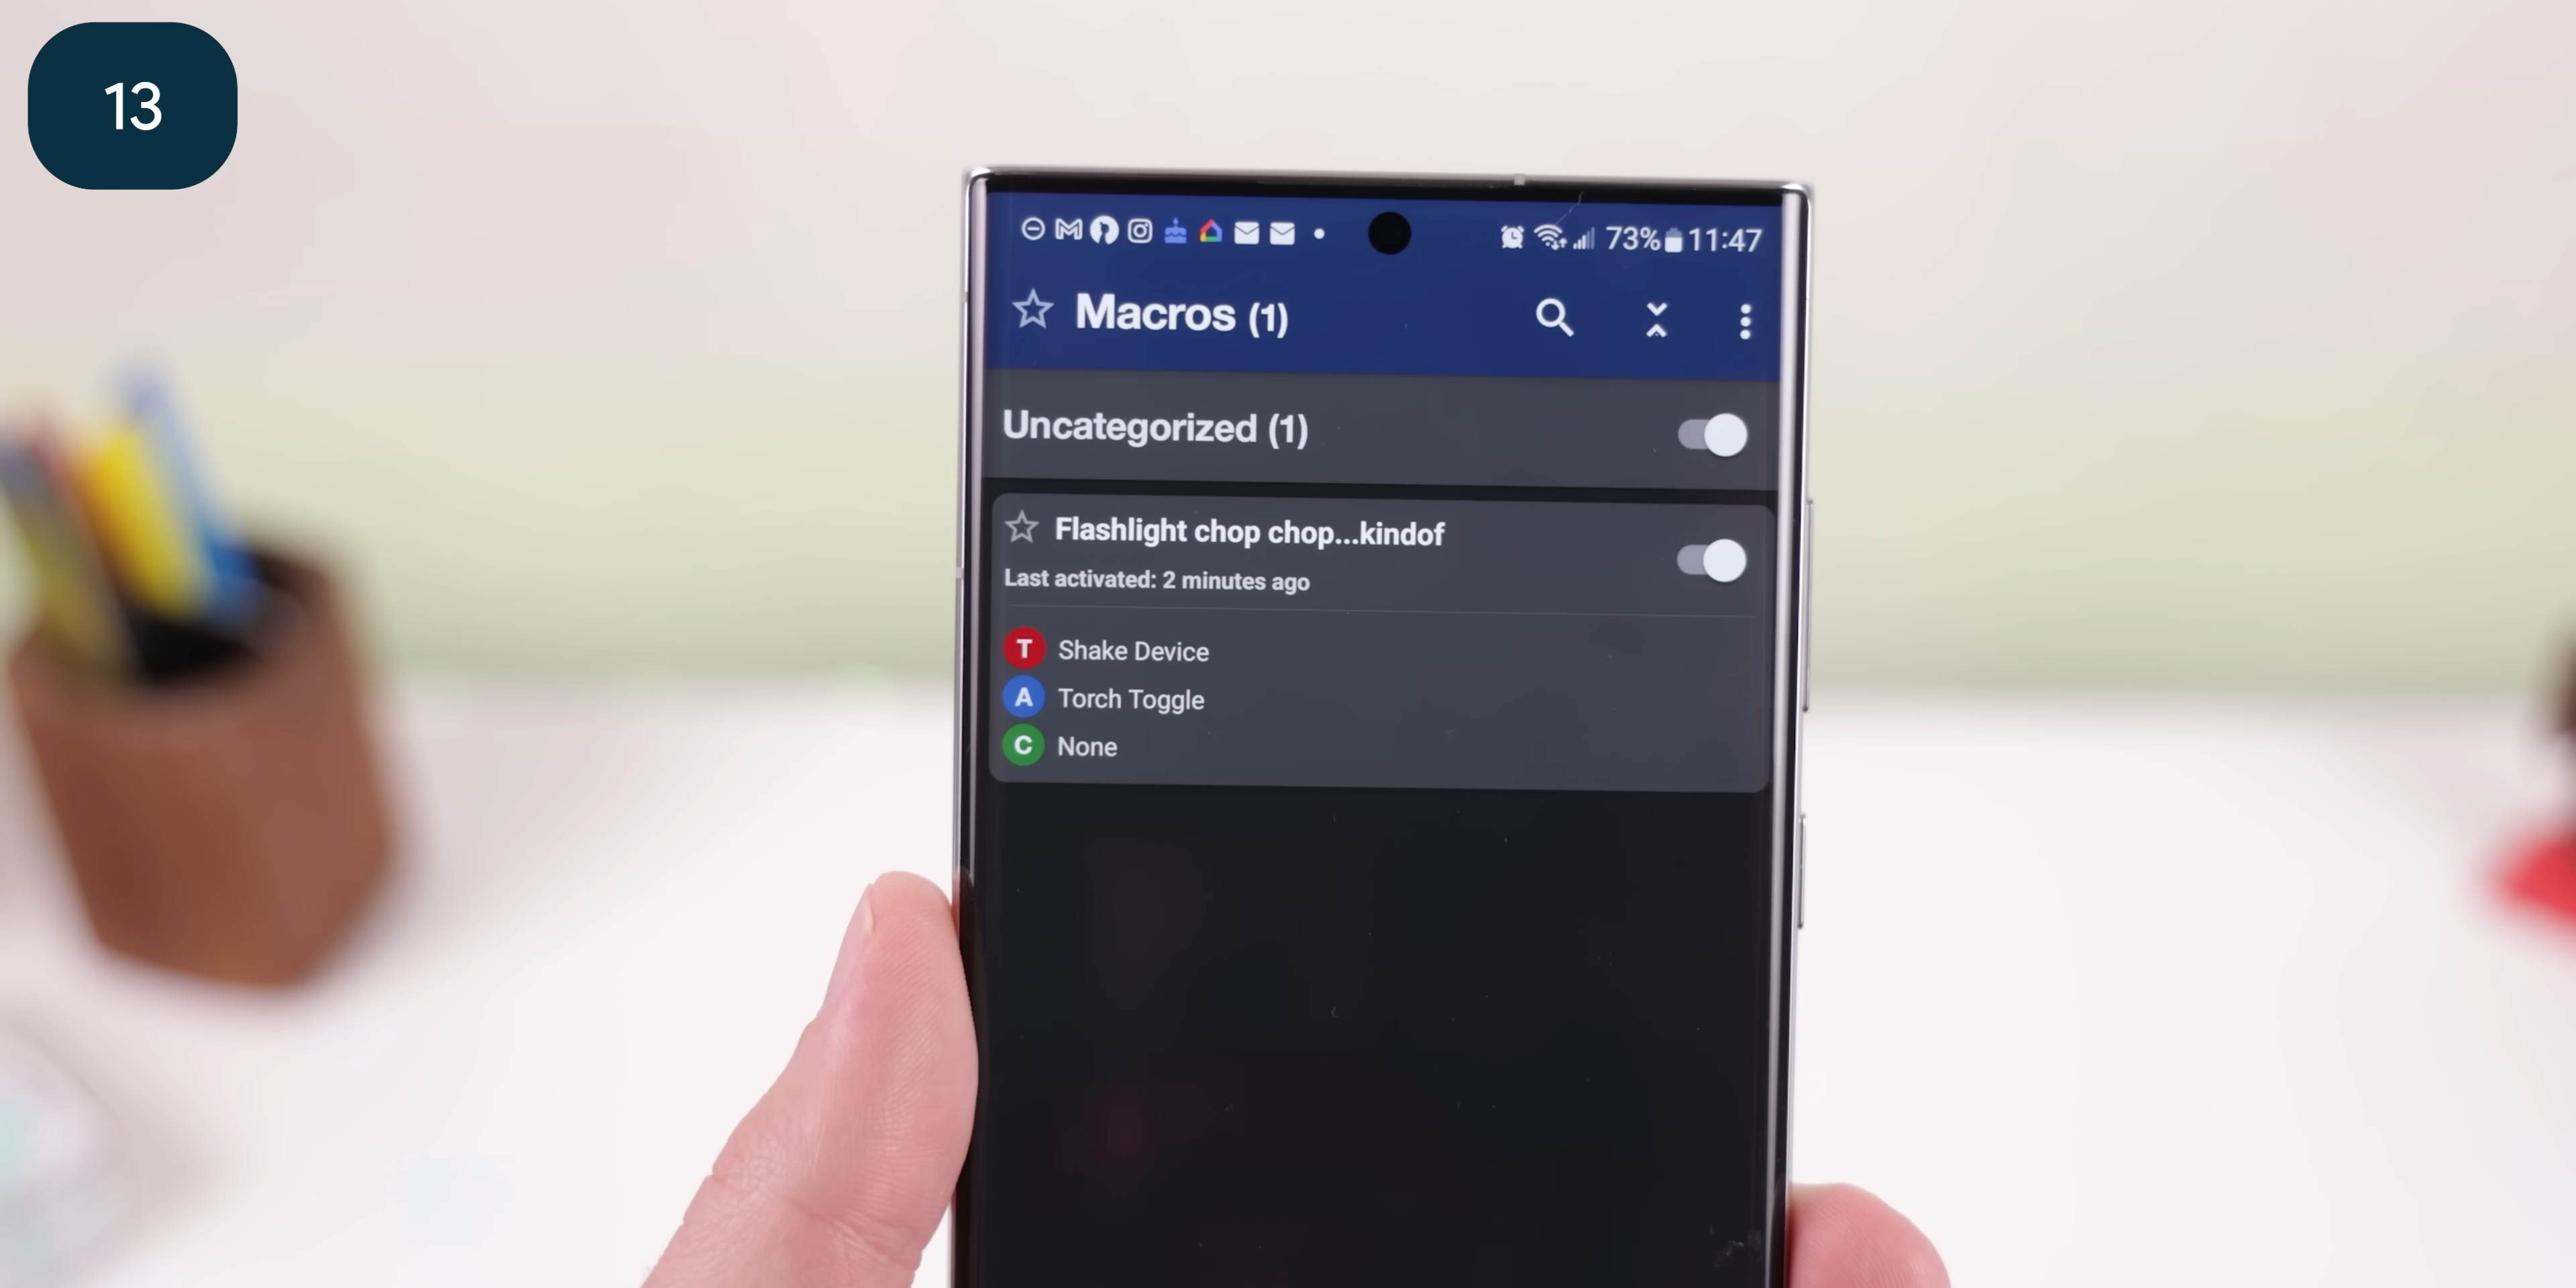 13
73% 11:47
Macros (1)
Uncategorized (1)
Flashlight chop chop...kindof
Last activated: 2 minutes ago
T Shake Device
A Torch Toggle
C None